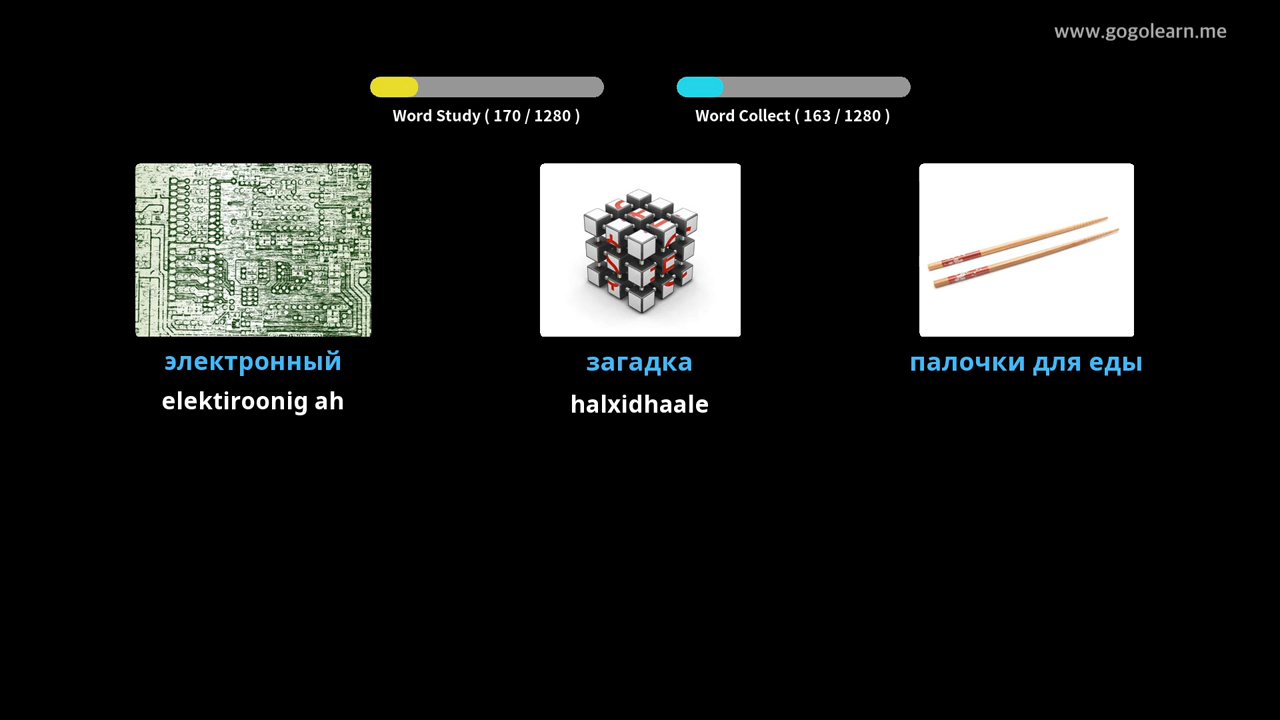 www.gogolearn.me
Word Study ( 170 / 1280 )
Word Collect ( 163 / 1280 )
электронный
загадка
палочки для еды
elektiroonig ah
halxidhaale